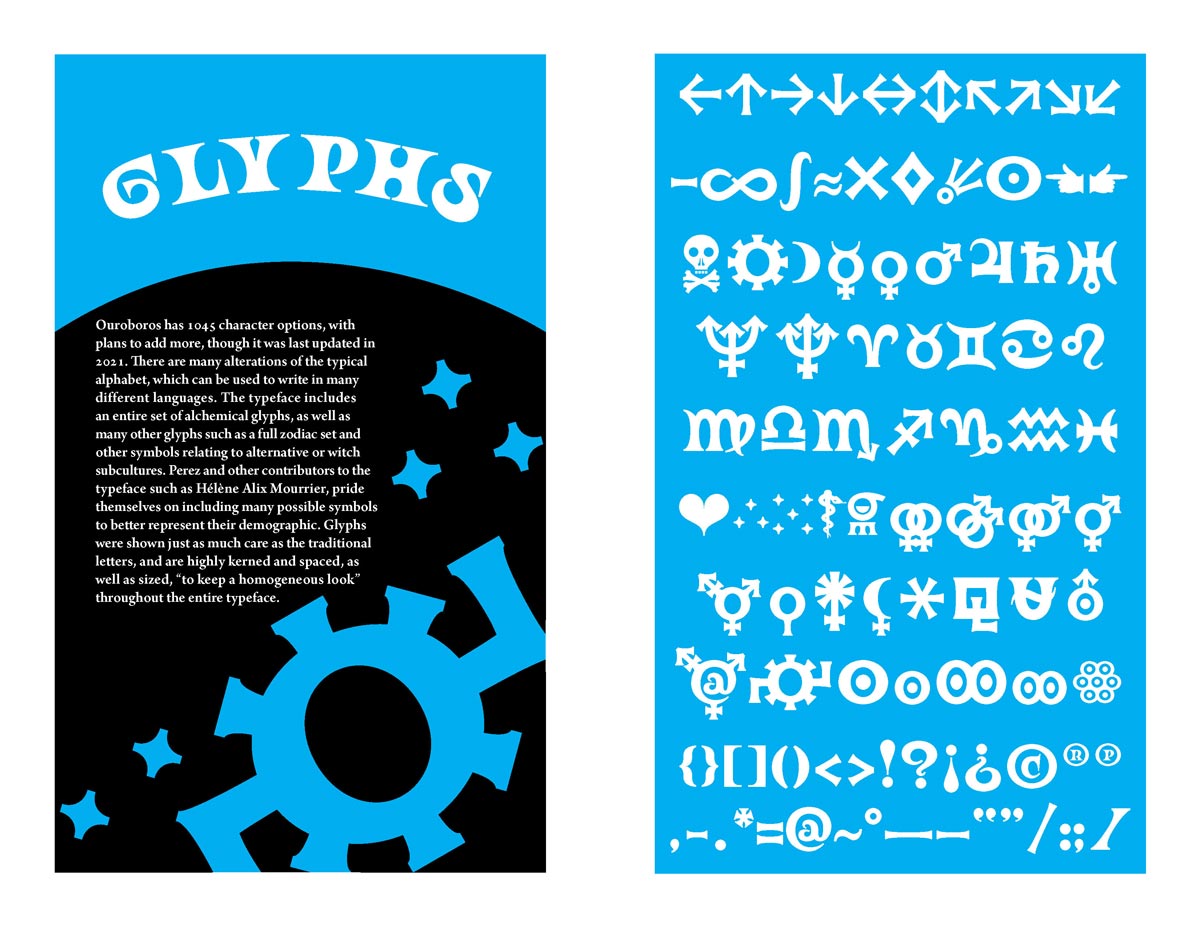 GLYPHS
Ouroboros has 1045 character options, with
plans to add more, though it was last updated in
2021. There are many alterations of the typical
alphabet, which can be used to write in many
different languages. The typeface includes
an entire set of alchemical glyphs, as well as
many other glyphs such as a full zodiac set and
other symbols relating to alternative or witch
subcultures. Perez and other contributors to the
typeface such as Hélène Alix Mourrier, pride
themselves on including many possible symbols
to better represent their demographic. Glyphs
were shown just as much care as the traditional
letters, and are highly kerned and spaced, as
well as sized, “to keep a homogeneous look”
throughout the entire typeface.
←↑→↓↔↕↖↗↘↙
−∞∫≈×◊☄☉☚☛
☠☼☽☿♀♂♃♄♅
♆♈♉♊♋♌
♍♎♏♐♑♒♓
❤⚕⚢⚣⚤⚥
⚧⚸
{}[]()<>!?¡¿©®℗
,-.*=@~°—–“”/:;/